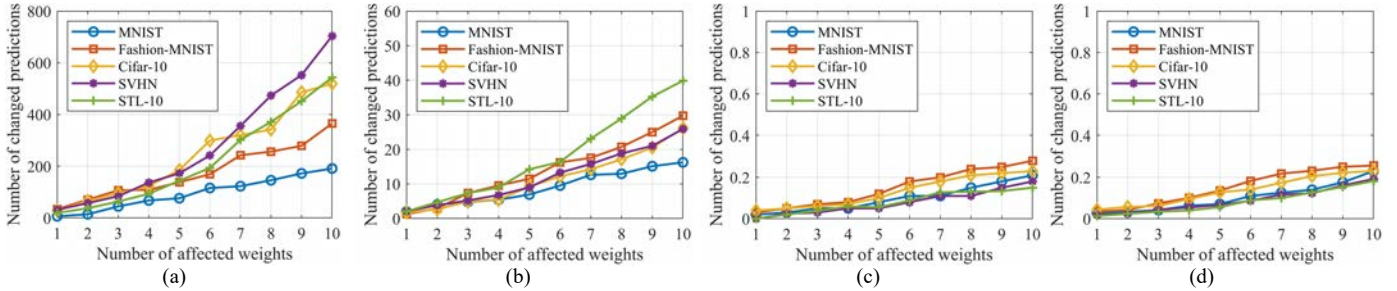 800
600
400
200
0
Number of changed predictions
MNIST
Fashion-MNIST
Cifar-10
SVHN
STL-10
1 2 3 4 5 6 7 8 9 10
Number of affected weights
(a)
60
50
40
30
20
10
0
Number of changed predictions
MNIST
Fashion-MNIST
Cifar-10
SVHN
STL-10
1 2 3 4 5 6 7 8 9 10
Number of affected weights
(b)
1
0.8
0.6
0.4
0.2
0
Number of changed predictions
MNIST
Fashion-MNIST
Cifar-10
SVHN
STL-10
1 2 3 4 5 6 7 8 9 10
Number of affected weights
(c)
1
0.8
0.6
0.4
0.2
0
Number of changed predictions
MNIST
Fashion-MNIST
Cifar-10
SVHN
STL-10
1 2 3 4 5 6 7 8 9 10
Number of affected weights
(d)